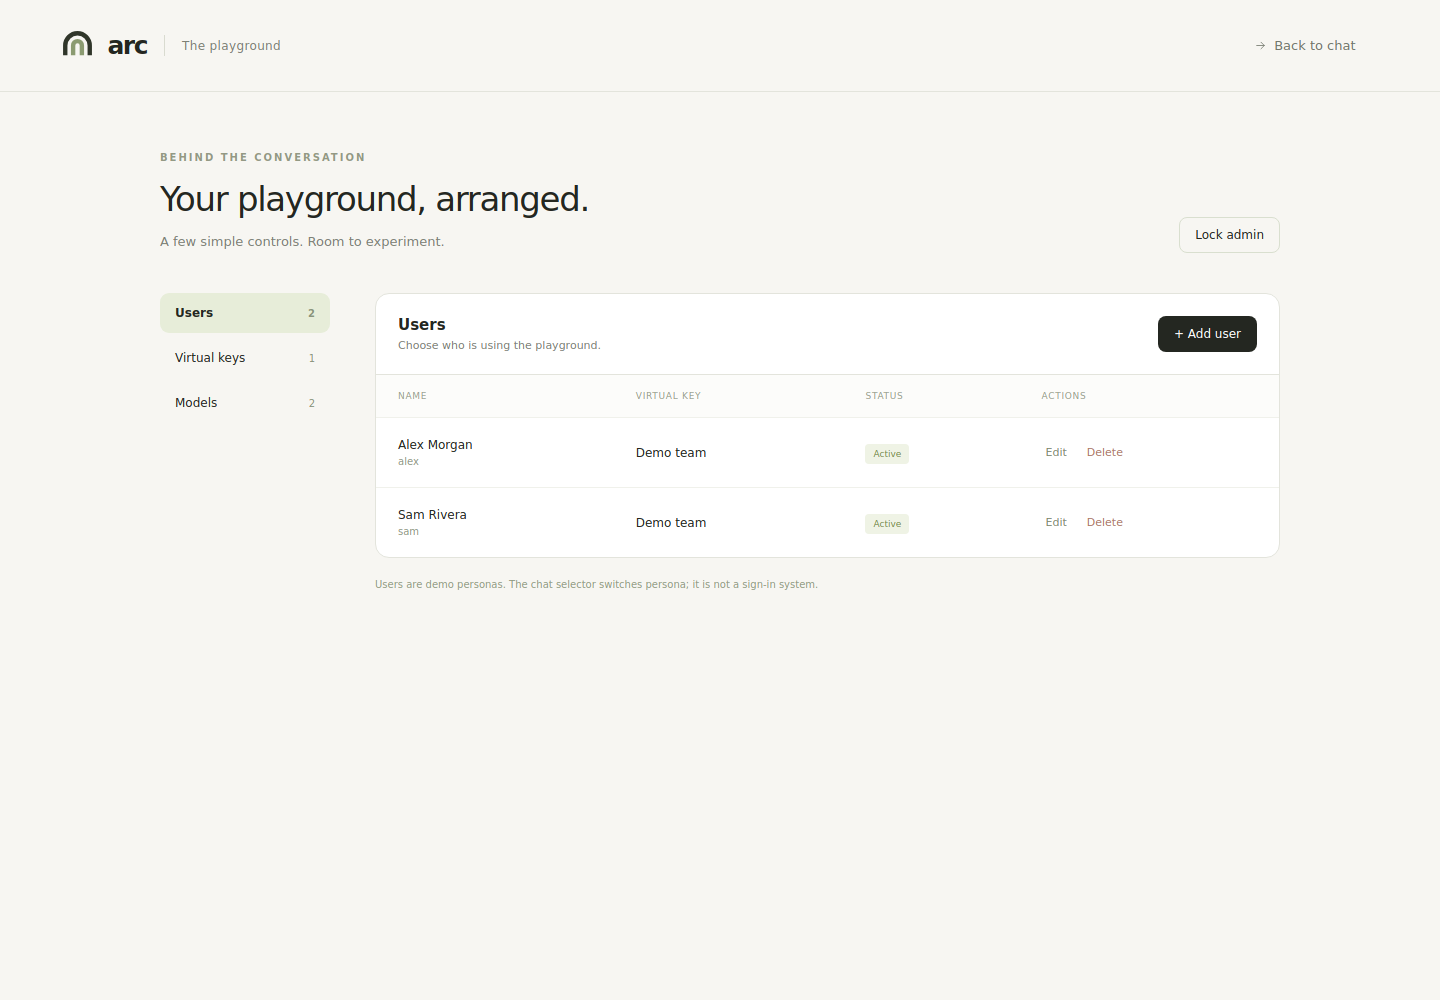 arc
The playground
→ Back to chat
BEHIND THE CONVERSATION
Your playground, arranged.
A few simple controls. Room to experiment.
Lock admin
Users 2
Virtual keys 1
Models 2
Users
Choose who is using the playground.
+ Add user
NAME VIRTUAL KEY STATUS ACTIONS
Alex Morgan
alex
Demo team
Active
Edit Delete
Sam Rivera
sam
Demo team
Active
Edit Delete
Users are demo personas. The chat selector switches persona; it is not a sign-in system.